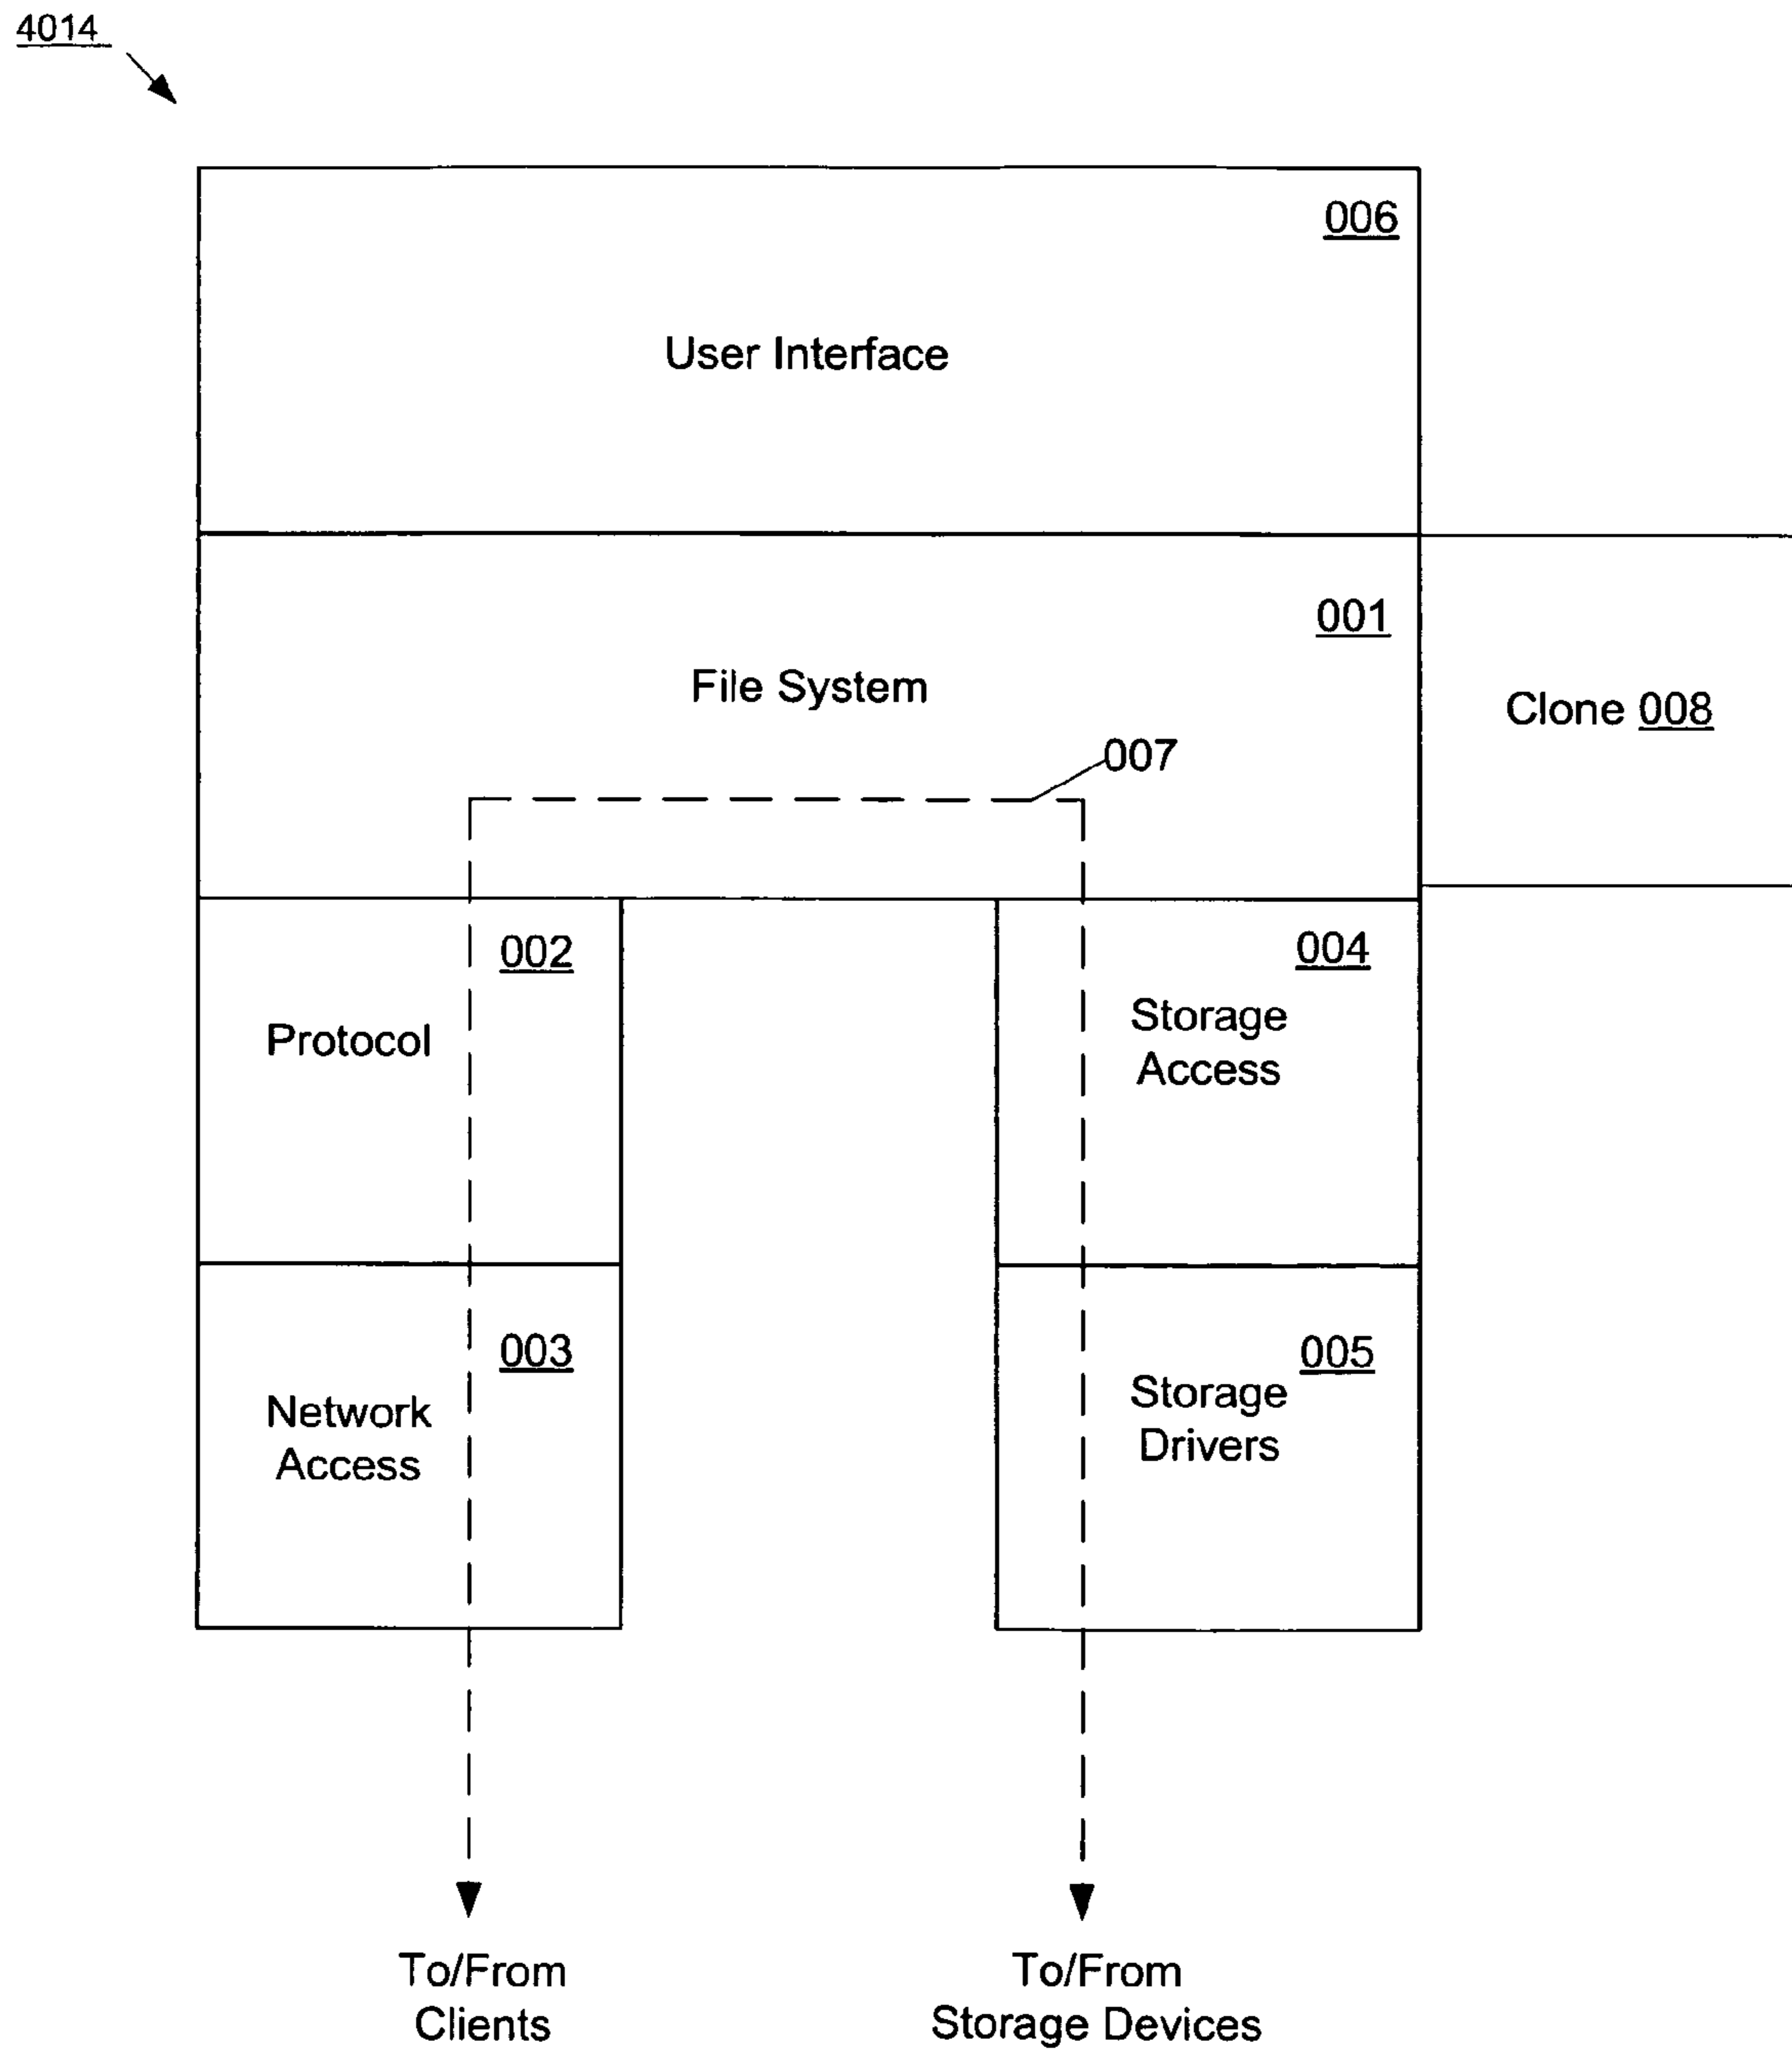 4014
006
User Interface
001
File System
Clone 008
007
002
Protocol
004
Storage
Access
003
Network
Access
005
Storage
Drivers
To/From
Clients
To/From
Storage Devices